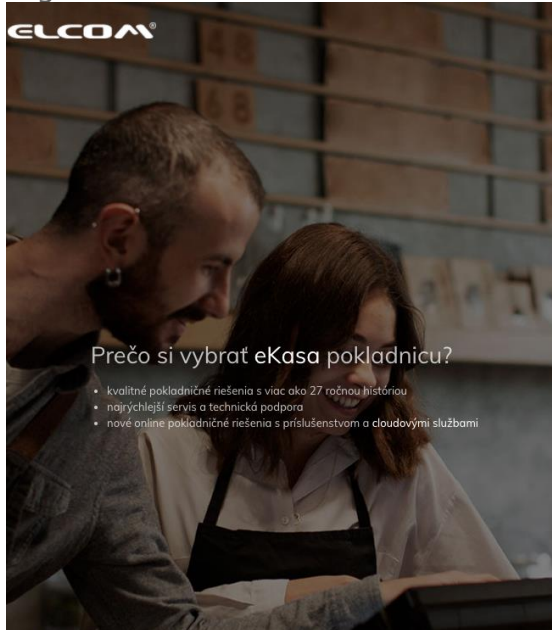 ELCOM®
Prečo si vybrať eKasa pokladnicu?
kvalitné pokladničné riešenia s viac ako 27 ročnou históriou
najrýchlejší servis a technická podpora
nové online pokladničné riešenia s príslušenstvom a cloudovými službami